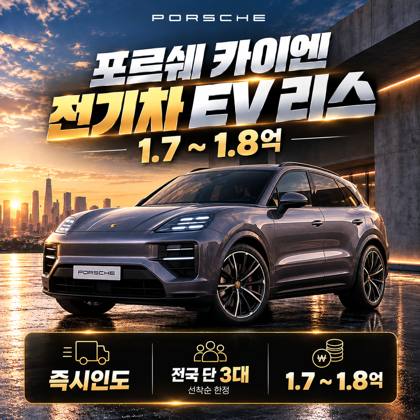 PORSCHE
포르쉐 카이엔
전기차 EV 리스
1.7 ~ 1.8억
PORSCHE
즉시인도
전국 단 3대
선착순 한정
₩
1.7 ~ 1.8억